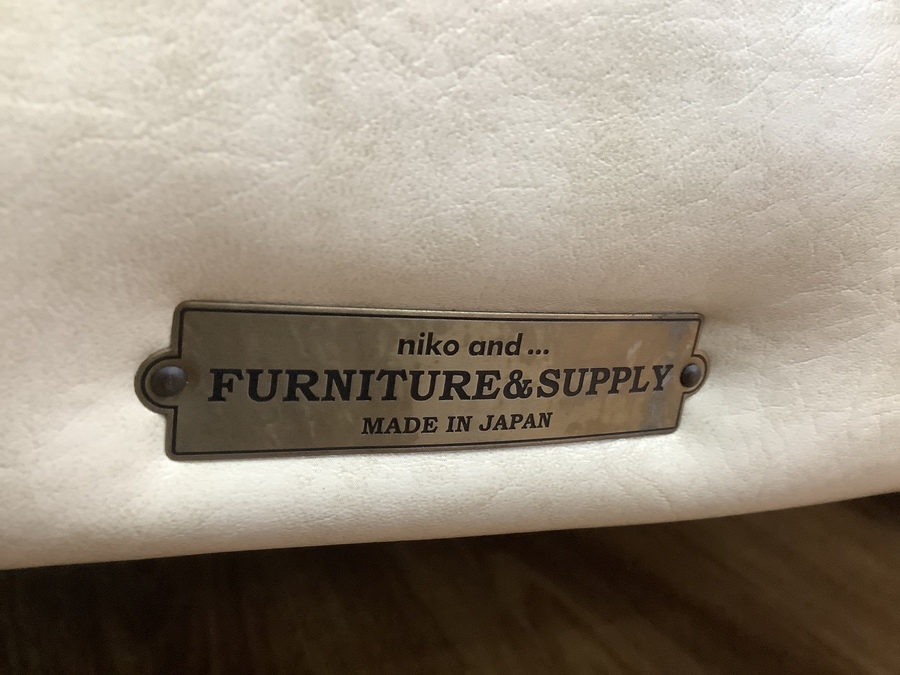 niko and...
FURNITURE&SUPPLY
MADE IN JAPAN